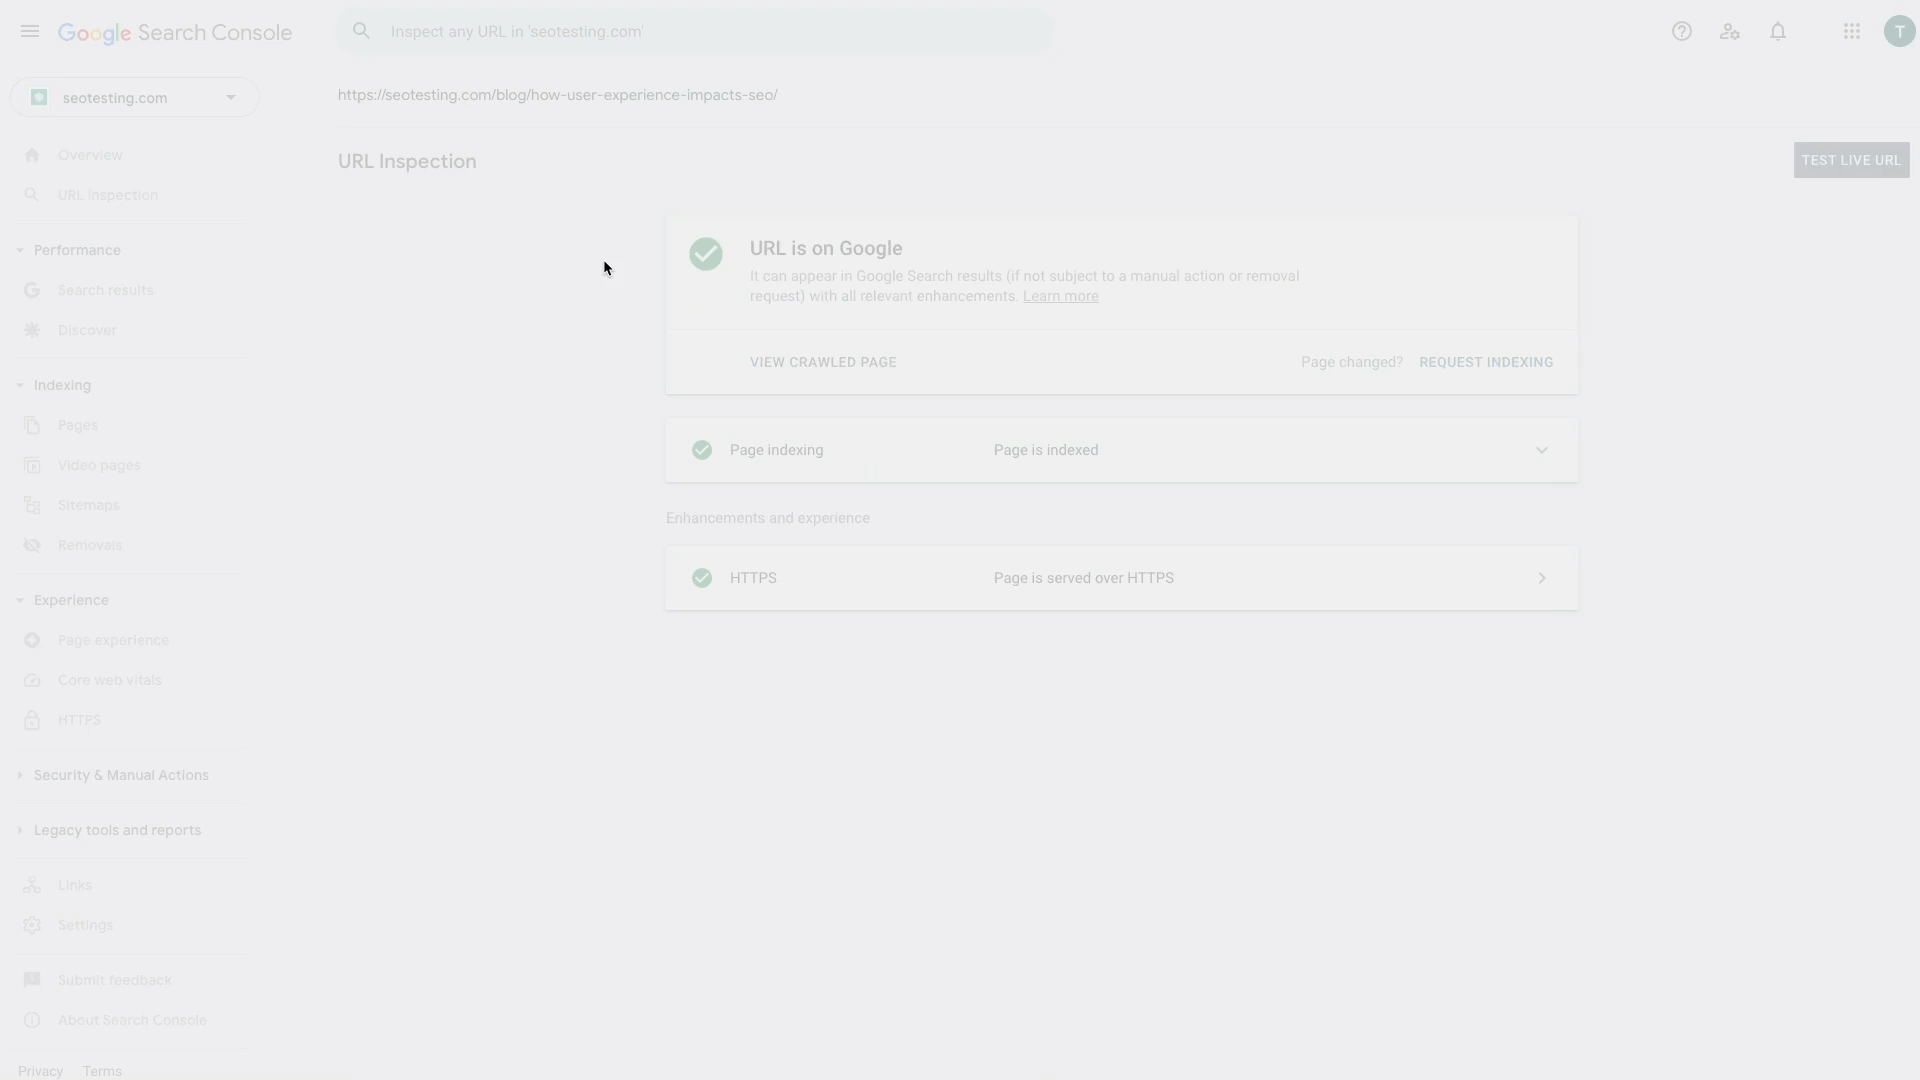 Google Search Console
Inspect any URL in 'seotesting.com'
T
seotesting.com
https://seotesting.com/blog/how-user-experience-impacts-seo/
Overview
URL inspection
URL Inspection
TEST LIVE URL
Performance
Search results
Discover
Indexing
Pages
Video pages
Sitemaps
Removals
Experience
Page experience
Core web vitals
HTTPS
Security & Manual Actions
Legacy tools and reports
Links
Settings
Submit feedback
About Search Console
Privacy Terms
URL is on Google
It can appear in Google Search results (if not subject to a manual action or removal
request) with all relevant enhancements. Learn more
VIEW CRAWLED PAGE
Page changed? REQUEST INDEXING
Page indexing
Page is indexed
Enhancements and experience
HTTPS
Page is served over HTTPS